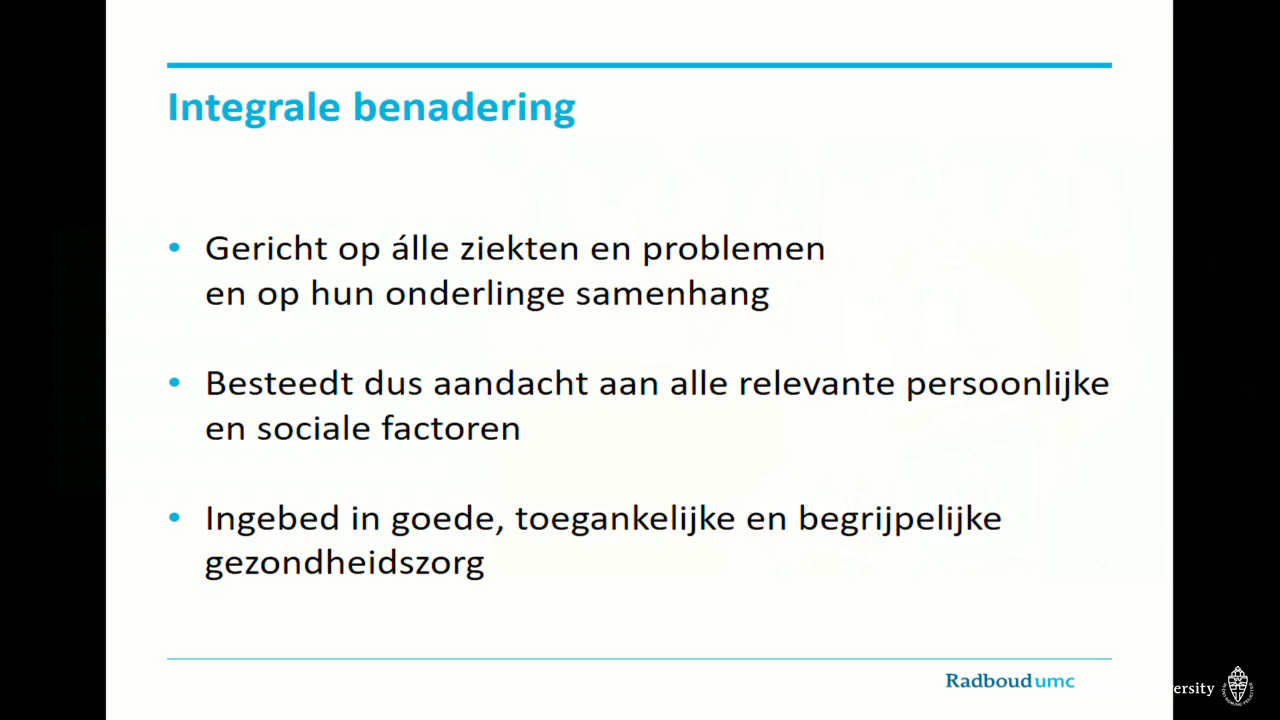 Integrale benadering
• Gericht op álle ziekten en problemen
en op hun onderlinge samenhang
• Besteedt dus aandacht aan alle relevante persoonlijke
en sociale factoren
• Ingebed in goede, toegankelijke en begrijpelijke
gezondheidszorg
Radboudumc
ersity